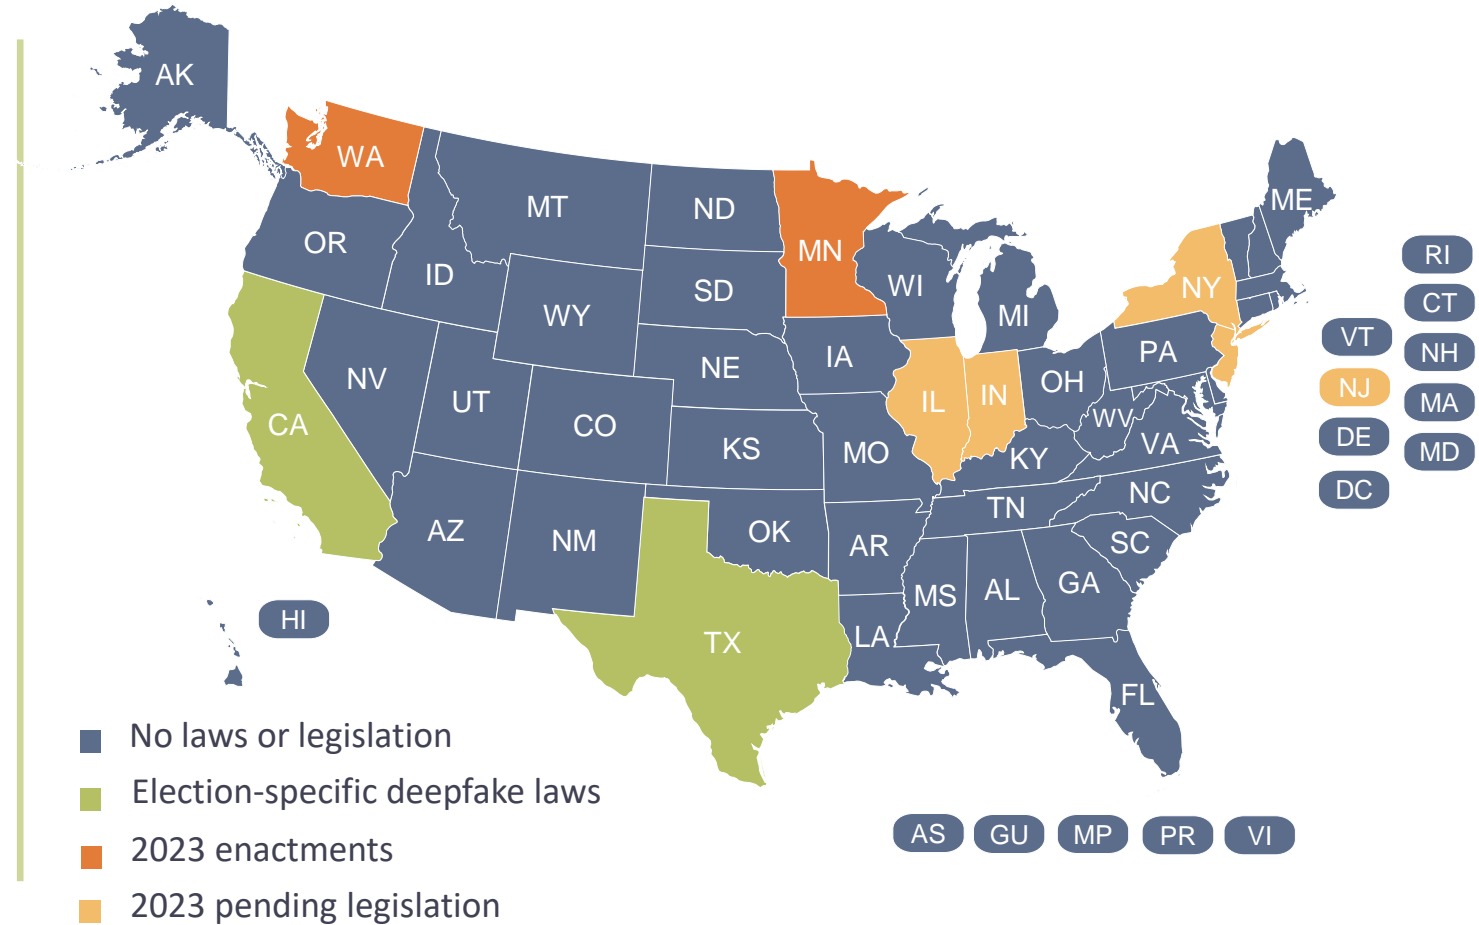 AK
WA
MT
ND
MN
ME
OR
ID
SD
WI
NY
RI
WY
MI
CT
VT
NH
IA
PA
NE
NV
UT
OH
NJ
MA
IL
IN
CO
CA
WV
DE
MD
KS
MO
KY
VA
DC
NC
TN
AZ
NM
OK
AR
SC
MS
AL
GA
HI
LA
TX
FL
No laws or legislation
Election-specific deepfake laws
2023 enactments
2023 pending legislation
AS GU MP PR VI